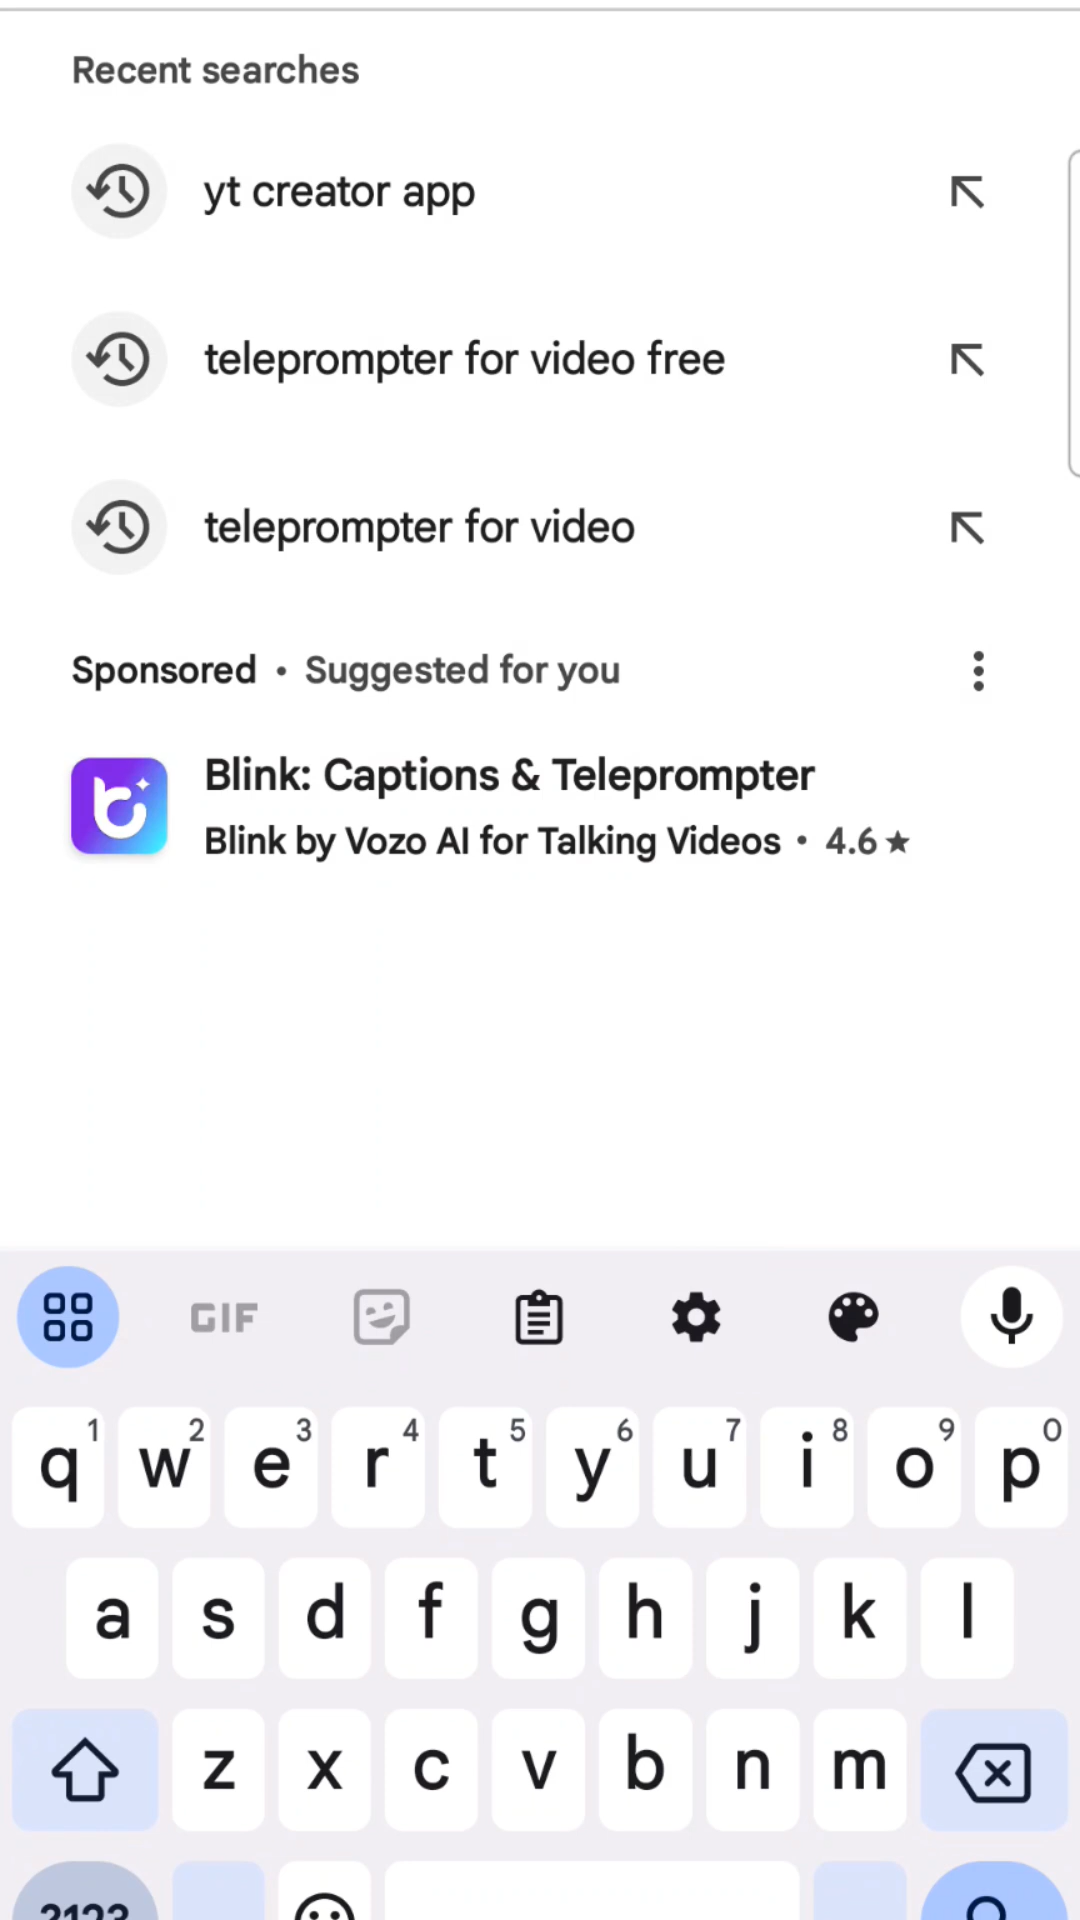 Recent searches
yt creator app
teleprompter for video free
teleprompter for video
Sponsored • Suggested for you
Blink: Captions & Teleprompter
Blink by Vozo AI for Talking Videos • 4.6 ★
GIF
q1 w2 e3 r4 t5 y6 u7 i8 o9 p0
a s d f g h j k l
z x c v b n m